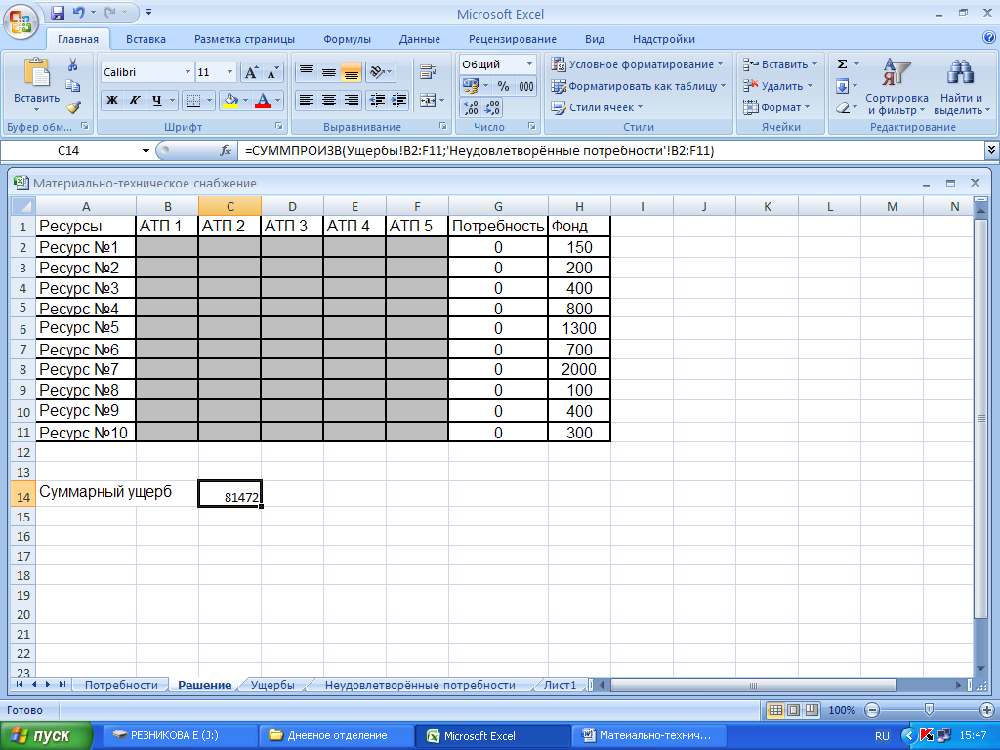 Microsoft Excel
Главная Вставка Разметка страницы Формулы Данные Рецензирование Вид Надстройки
Вставить
Calibri 11
Ж К Ч
Общий
% 000
Условное форматирование
Форматировать как таблицу
Стили ячеек
Вставить
Удалить
Формат
Σ
Сортировка и фильтр
Найти и выделить
Буфер обм... Шрифт Выравнивание Число Стили Ячейки Редактирование
C14 fx =СУММПРОИЗВ(Ущербы!B2:F11;'Неудовлетворённые потребности'!B2:F11)
Материально-техническое снабжение
A B C D E F G H I J K L M N
1 Ресурсы АТП 1 АТП 2 АТП 3 АТП 4 АТП 5 Потребность Фонд
2 Ресурс №1 0 150
3 Ресурс №2 0 200
4 Ресурс №3 0 400
5 Ресурс №4 0 800
6 Ресурс №5 0 1300
7 Ресурс №6 0 700
8 Ресурс №7 0 2000
9 Ресурс №8 0 100
10 Ресурс №9 0 400
11 Ресурс №10 0 300
12
13
14 Суммарный ущерб 81472
15
16
17
18
19
20
21
22
23
Потребности Решение Ущербы Неудовлетворённые потребности Лист1
Готово 100%
пуск РЕЗНИКОВА Е (J:) Дневное отделение Microsoft Excel Матеиально-технич... RU 15:47